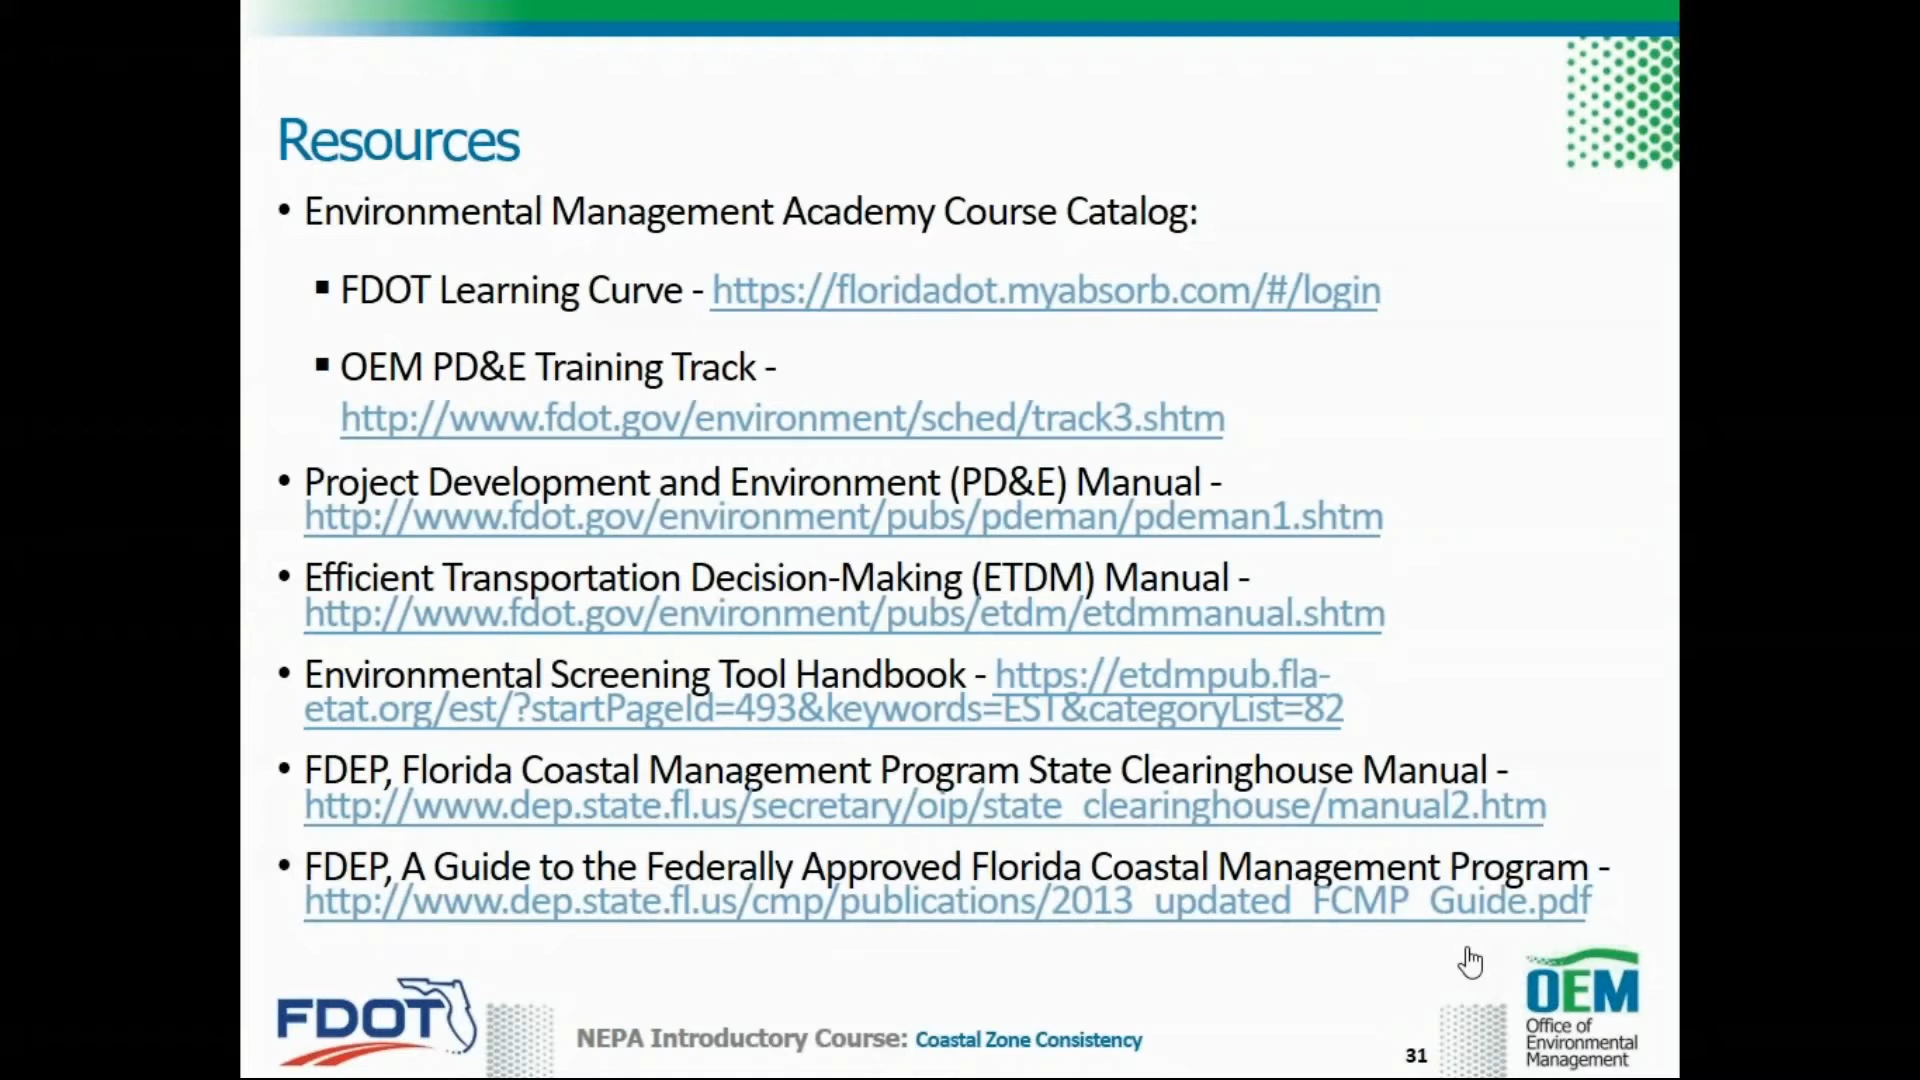 Resources
• Environmental Management Academy Course Catalog:
▪ FDOT Learning Curve - https://floridadot.myabsorb.com/#/login
▪ OEM PD&E Training Track -
http://www.fdot.gov/environment/sched/track3.shtm
• Project Development and Environment (PD&E) Manual -
http://www.fdot.gov/environment/pubs/pdeman/pdeman1.shtm
• Efficient Transportation Decision-Making (ETDM) Manual -
http://www.fdot.gov/environment/pubs/etdm/etdmmanual.shtm
• Environmental Screening Tool Handbook - https://etdmpub.fla-
etat.org/est/?startPageId=493&keywords=EST&categoryList=82
• FDEP, Florida Coastal Management Program State Clearinghouse Manual -
http://www.dep.state.fl.us/secretary/oip/state_clearinghouse/manual2.htm
• FDEP, A Guide to the Federally Approved Florida Coastal Management Program -
http://www.dep.state.fl.us/cmp/publications/2013_updated_FCMP_Guide.pdf
FDOT
NEPA Introductory Course: Coastal Zone Consistency
31
OEM
Office of
Environmental
Management